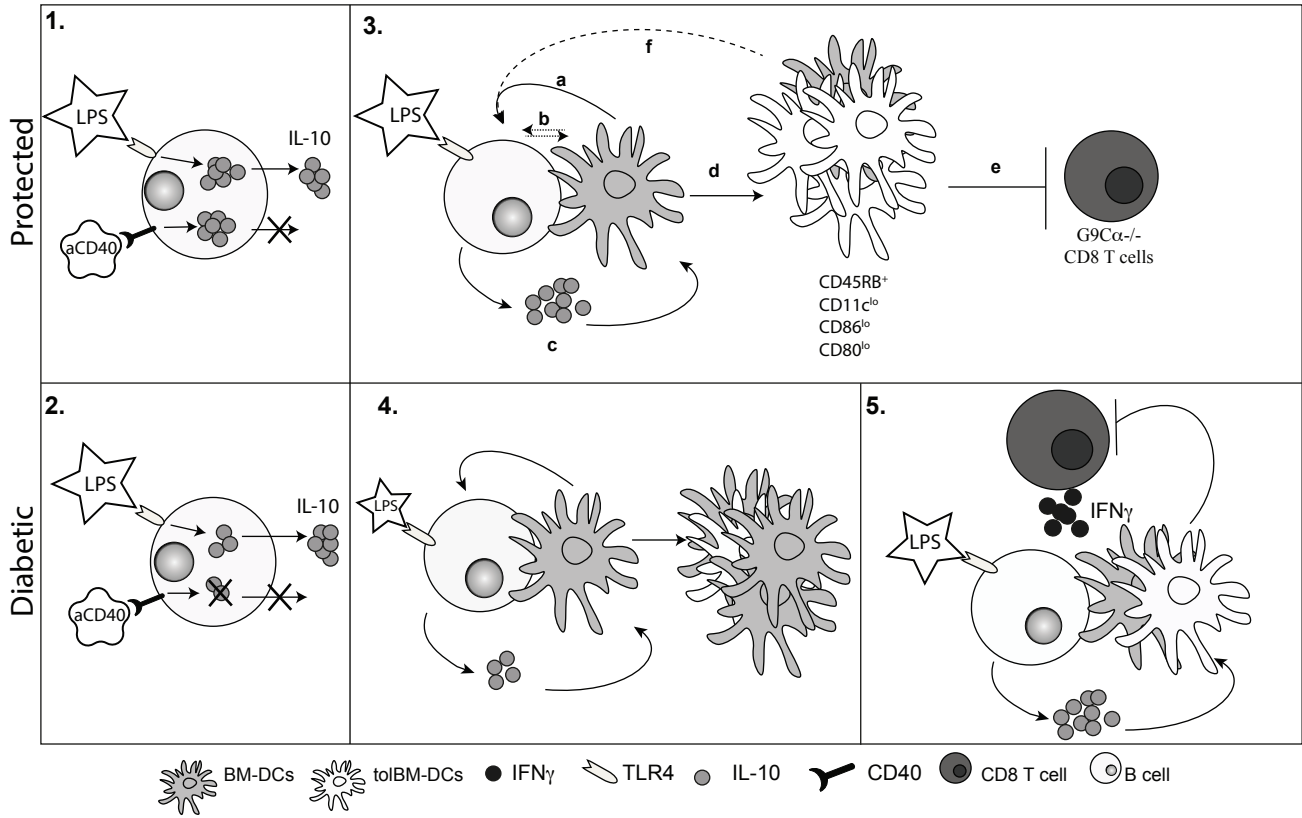 Protected
1.
LPS
IL-10
aCD40
3.
f
a
LPS
b
d
e
c
CD45RB⁺
CD11cˡᵒ
CD86ˡᵒ
CD80ˡᵒ
G9Cα-/-
CD8 T cells
Diabetic
2.
LPS
IL-10
aCD40
4.
LPS
5.
IFNγ
LPS
BM-DCs
tolBM-DCs
IFNγ
TLR4
IL-10
CD40
CD8 T cell
B cell